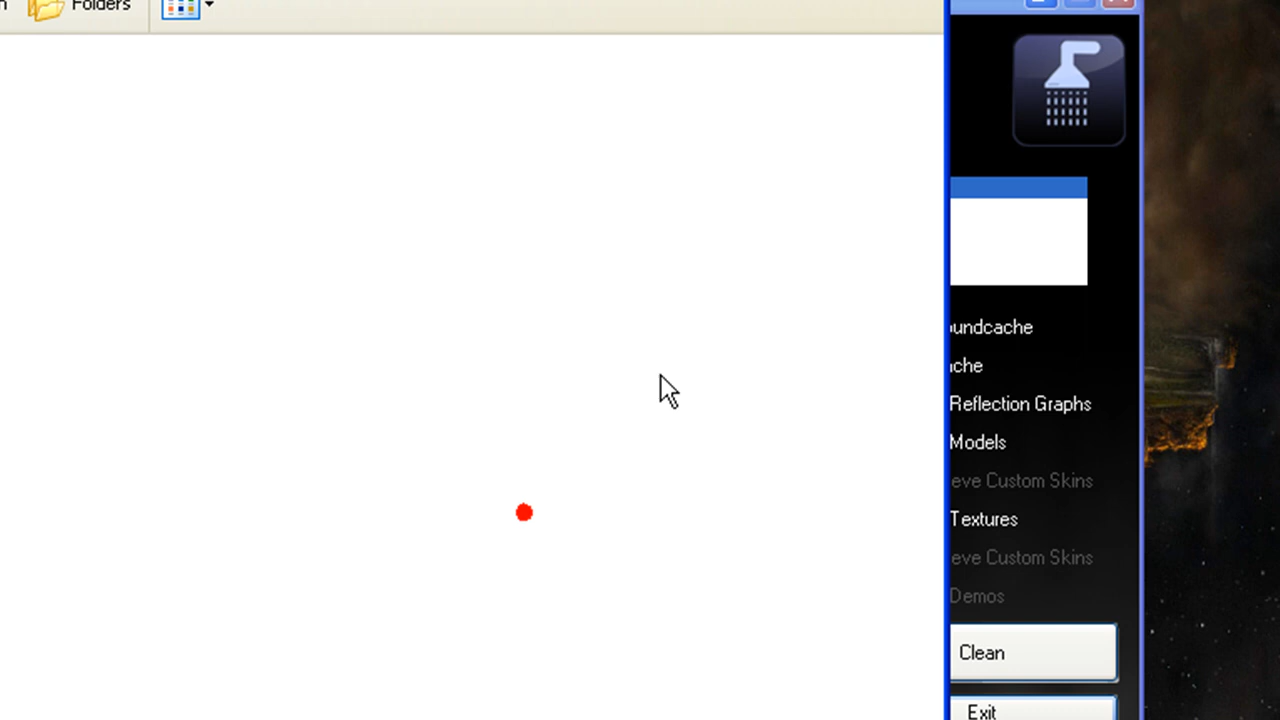 Folders
undcache
che
Reflection Graphs
Models
eve Custom Skins
Textures
eve Custom Skins
Demos
Clean
Exit